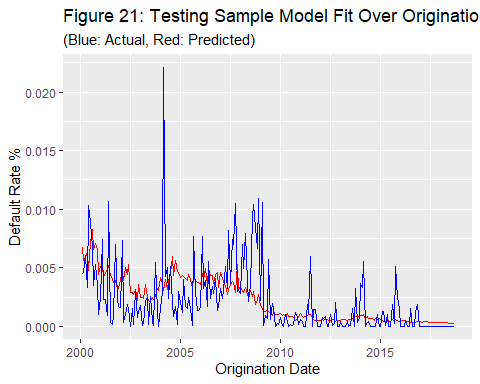 Figure 21: Testing Sample Model Fit Over Originatio
(Blue: Actual, Red: Predicted)
Default Rate %
0.020
0.015
0.010
0.005
0.000
2000
2005
2010
2015
Origination Date